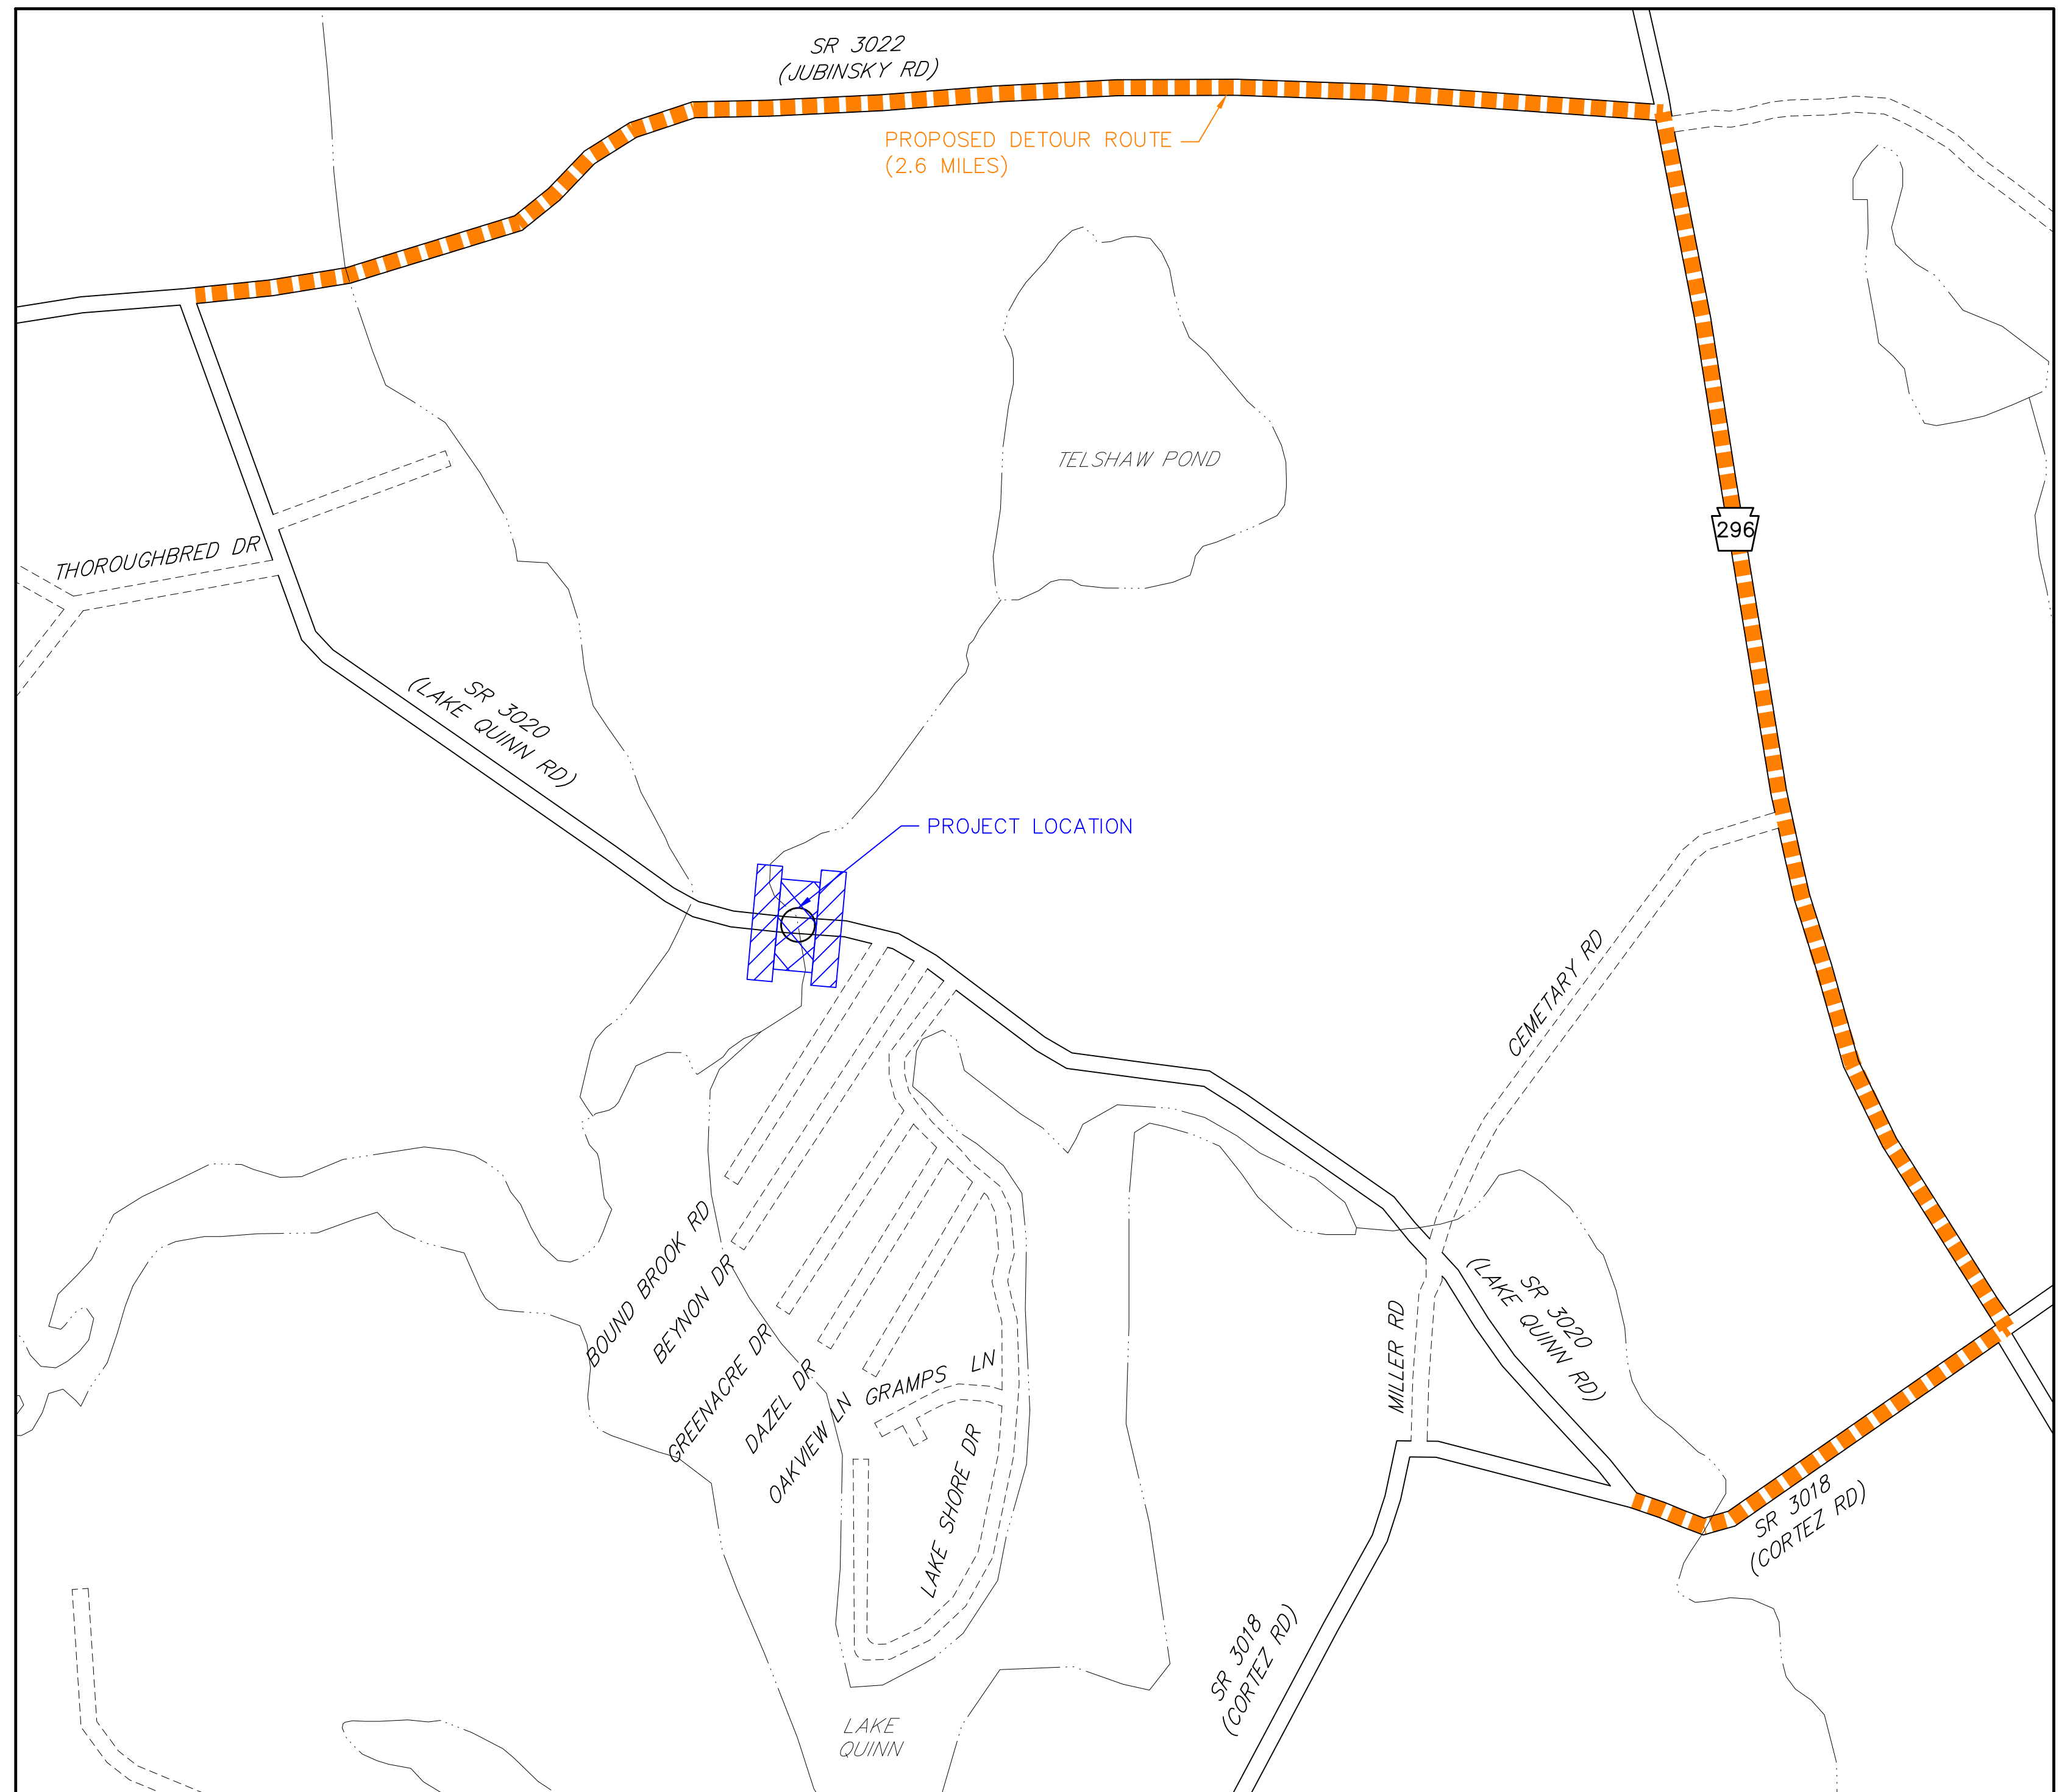 SR 3022
(JUBINSKY RD)
PROPOSED DETOUR ROUTE
(2.6 MILES)
TELSHAW POND
296
THOROUGHBRED DR
SR 3020
(LAKE QUINN RD)
PROJECT LOCATION
CEMETARY RD
BOUND BROOK RD
BEYNON DR
GREENACRE DR
DAZEL DR
OAKVIEW LN
GRAMPS LN
LAKE SHORE DR
MILLER RD
SR 3020
(LAKE QUINN RD)
SR 3018
(CORTEZ RD)
SR 3018
(CORTEZ RD)
LAKE
QUINN